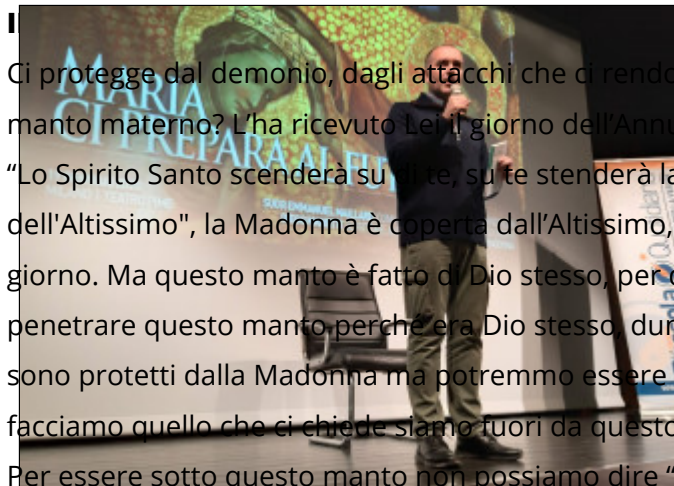 Il
Ci protegge dal demonio, dagli attacchi che ci rendo
manto materno? L'ha ricevuto Lei il giorno dell'Annu
“Lo Spirito Santo scenderà su di te, su te stenderà la
dell'Altissimo", la Madonna è coperta dall’Altissimo,
giorno. Ma questo manto è fatto di Dio stesso, per
penetrare questo manto perché era Dio stesso, dur
sono protetti dalla Madonna ma potremmo essere
facciamo quello che ci chiede siamo fuori da questo
Per essere sotto questo manto non possiamo dire “
MARIA
CI PREPARA AL FU
SUOR EMMANUEL MAILLARD